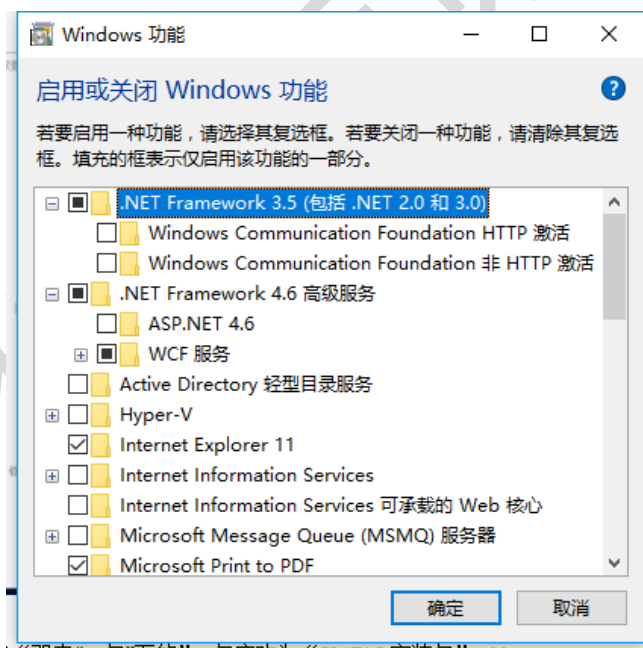 Windows 功能
启用或关闭 Windows 功能
若要启用一种功能，请选择其复选框。若要关闭一种功能，请清除其复选
框。填充的框表示仅启用该功能的一部分。
.NET Framework 3.5 (包括 .NET 2.0 和 3.0)
Windows Communication Foundation HTTP 激活
Windows Communication Foundation 非 HTTP 激活
.NET Framework 4.6 高级服务
ASP.NET 4.6
WCF 服务
Active Directory 轻型目录服务
Hyper-V
Internet Explorer 11
Internet Information Services
Internet Information Services 可承载的 Web 核心
Microsoft Message Queue (MSMQ) 服务器
Microsoft Print to PDF
确定
取消